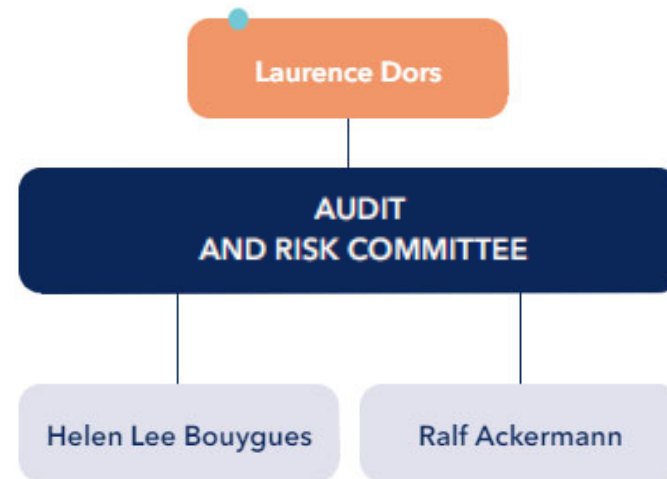 Laurence Dors
AUDIT
AND RISK COMMITTEE
Helen Lee Bouygues
Ralf Ackermann